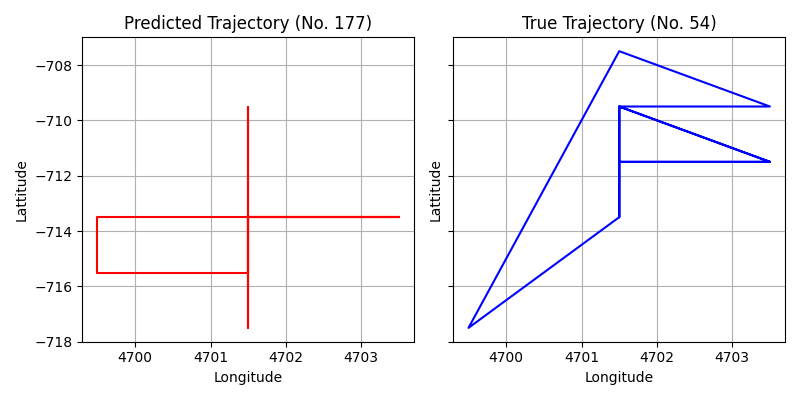 Predicted Trajectory (No. 177)
True Trajectory (No. 54)
−708
−710
−712
−714
−716
−718
Lattitude
Lattitude
4700
4701
4702
4703
4700
4701
4702
4703
Longitude
Longitude